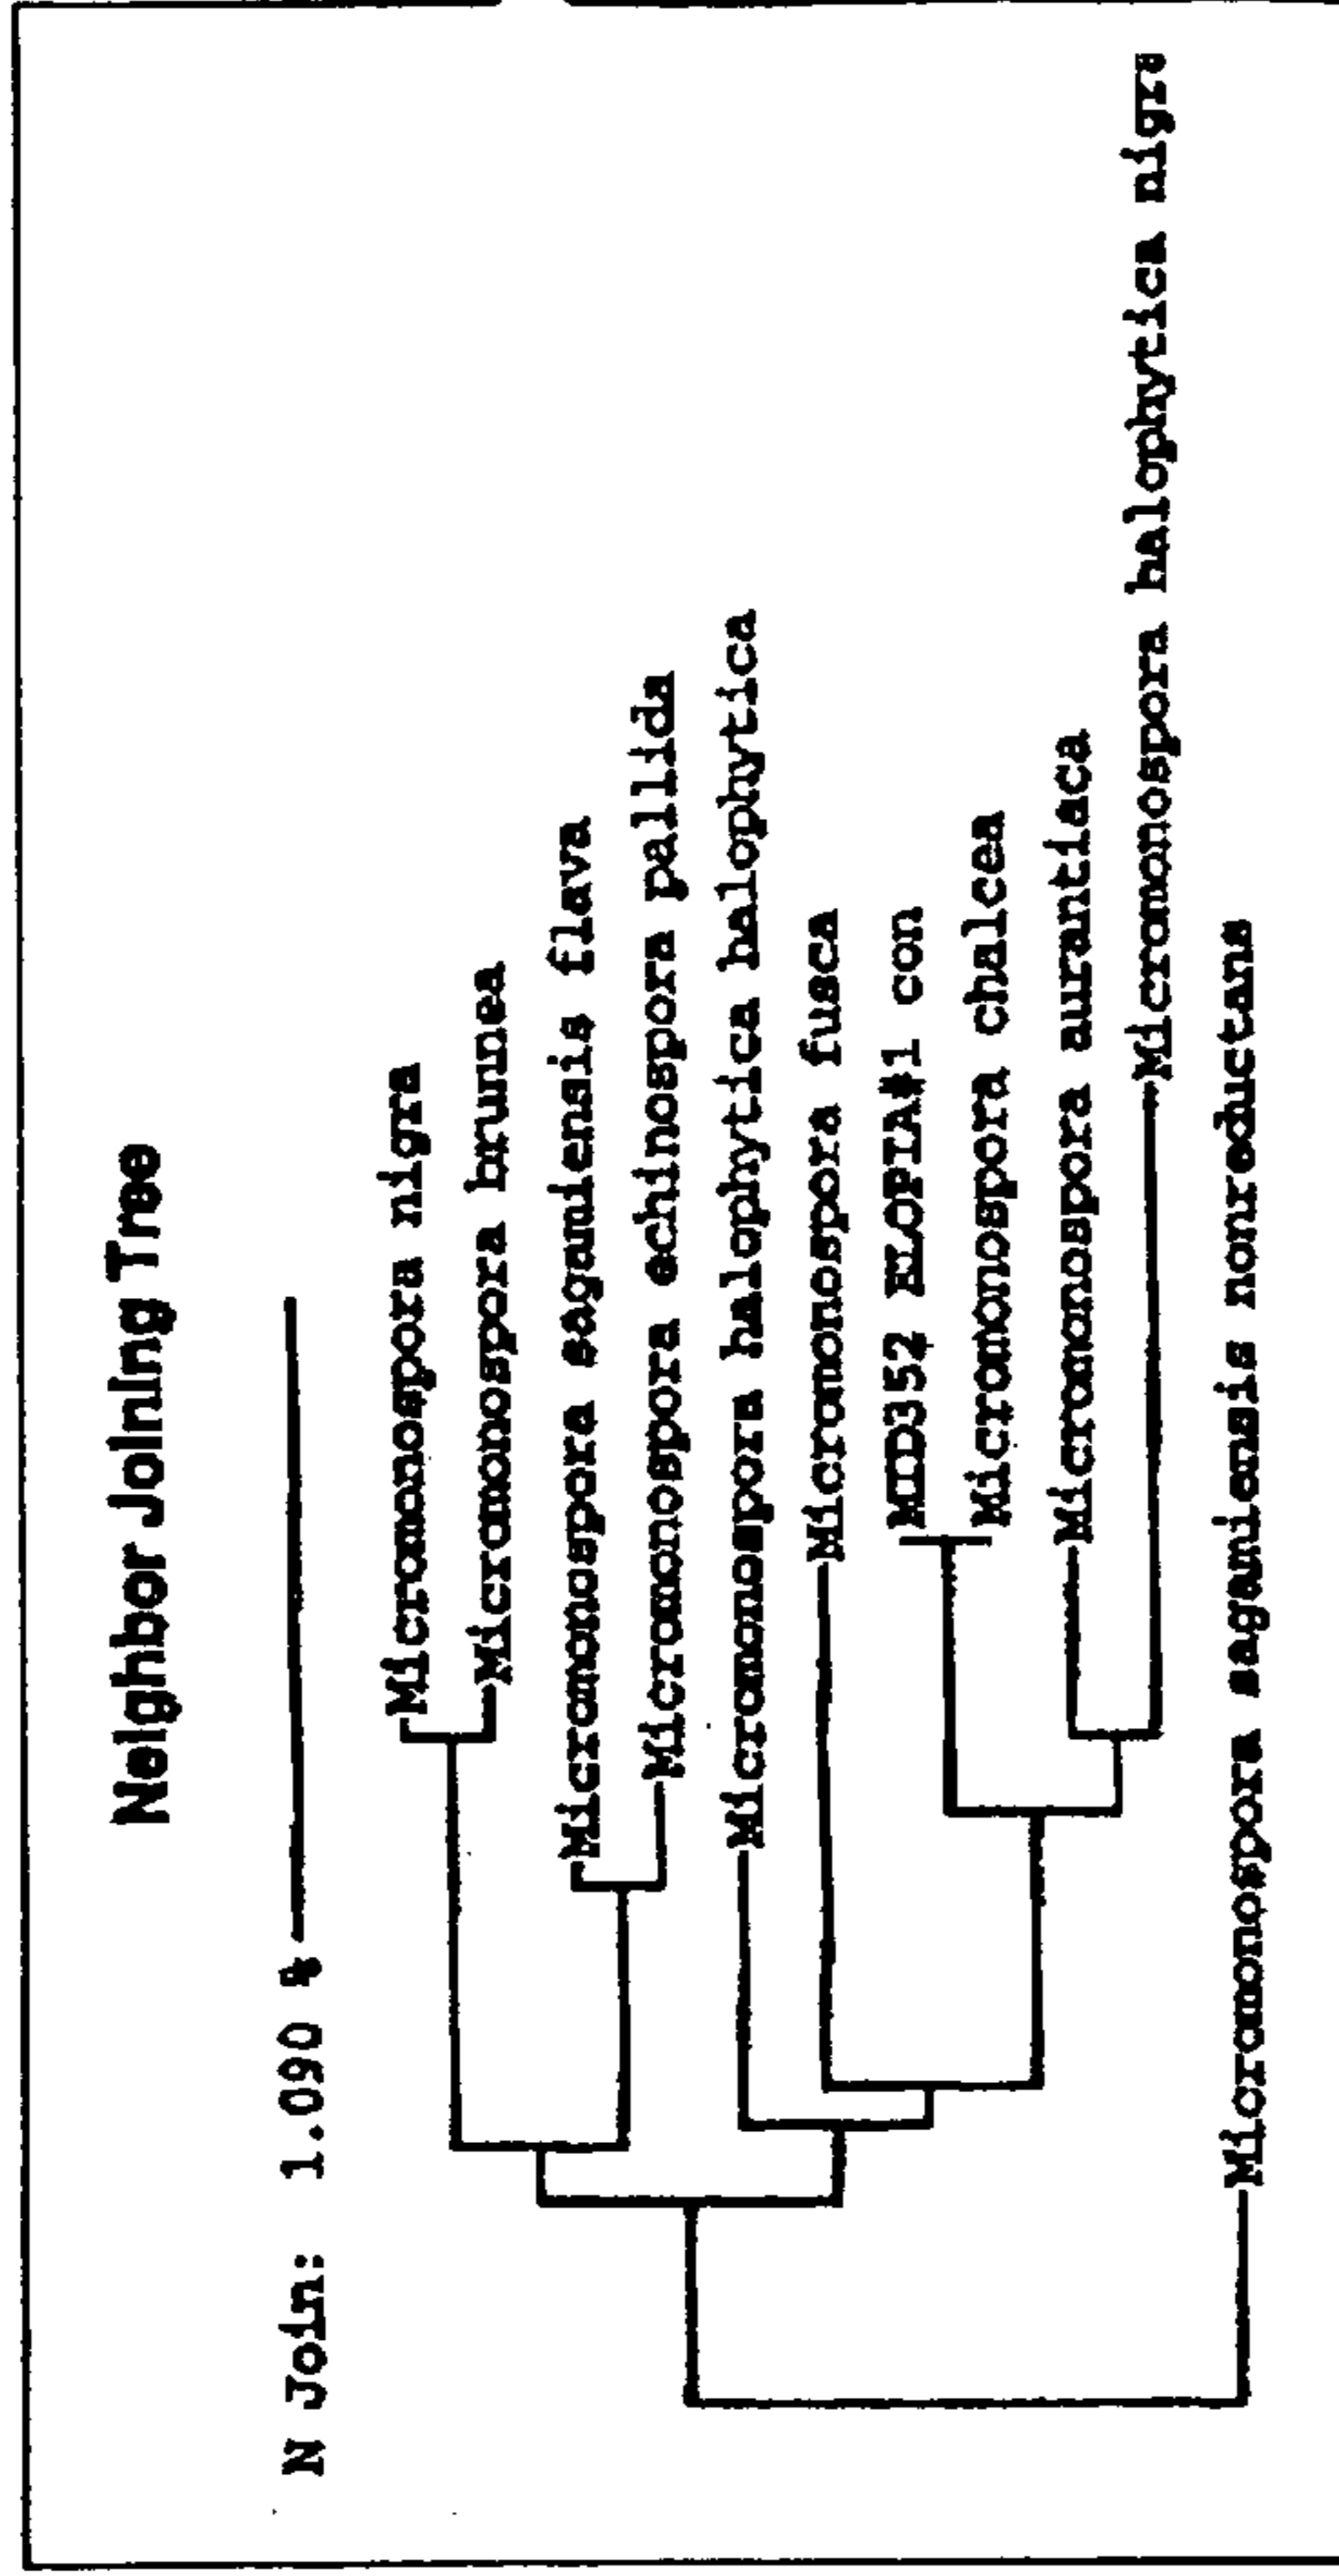 Neighbor Joining Tree
N Join: 1.090 %
Micromonospora nigra
Micromonospora brunnea
Micromonospora sagamiensis flava
Micromonospora echinospora pallida
Micromonospora halophytica halophytica
Micromonospora fusca
MID352 ELOPIA#1 con
Micromonospora chalcea
Micromonospora aurantiaca
Micromonospora halophytica nigra
Micromonospora sagamiensis nonreductans